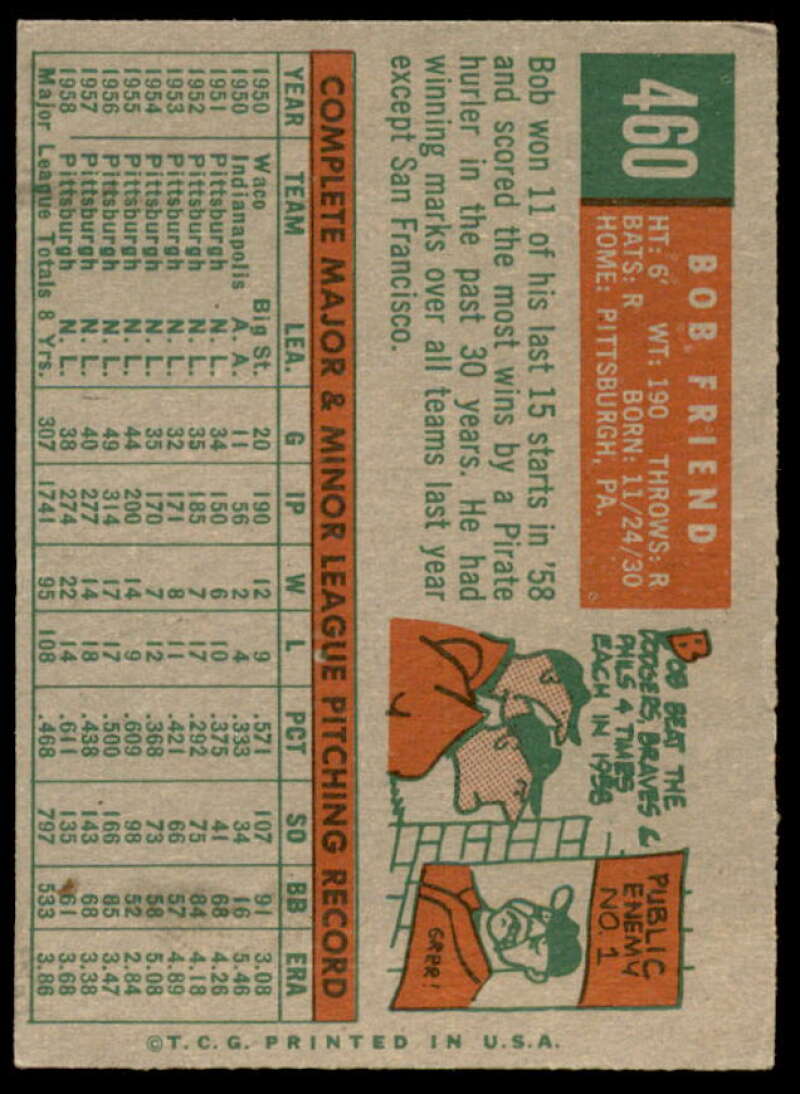 460
BOB FRIEND
HT: 6' WT: 190 THROWS: R
BATS: R BORN: 11/24/30
HOME: PITTSBURGH, PA.
Bob won 11 of his last 15 starts in '58
and scored the most wins by a Pirate
hurler in the past 30 years. He had
winning marks over all teams last year
except San Francisco.
BOB BEAT THE
DODGERS, BRAVES &
PHILS 4 TIMES
EACH IN 1958
PUBLIC
ENEMY
NO. 1
GRRR!
COMPLETE MAJOR & MINOR LEAGUE PITCHING RECORD
YEAR TEAM LEA. G IP W L PCT SO BB ERA
1950 Waco Big St. 20 190 12 9 .571 107 91 3.08
1950 Indianapolis A. A. 11 56 2 4 .333 34 16 5.46
1951 Pittsburgh N. L. 34 150 6 10 .375 41 68 4.26
1952 Pittsburgh N. L. 35 185 7 17 .292 75 84 4.18
1953 Pittsburgh N. L. 32 171 8 11 .421 66 57 4.89
1954 Pittsburgh N. L. 35 170 7 12 .368 73 58 5.08
1955 Pittsburgh N. L. 44 200 14 9 .609 98 52 2.84
1956 Pittsburgh N. L. 49 314 17 17 .500 166 85 3.47
1957 Pittsburgh N. L. 40 277 14 18 .438 143 68 3.38
1958 Pittsburgh N. L. 38 274 22 14 .611 135 61 3.68
Major League Totals 8 Yrs. 307 1741 95 108 .468 797 533 3.86
©T.C.G. PRINTED IN U.S.A.